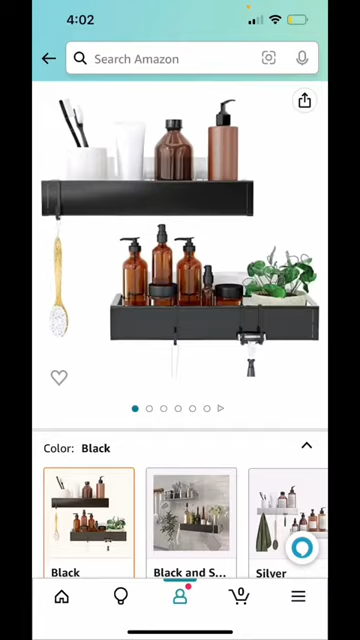 4:02
Search Amazon
Color: Black
Black
Black and S...
Silver
0